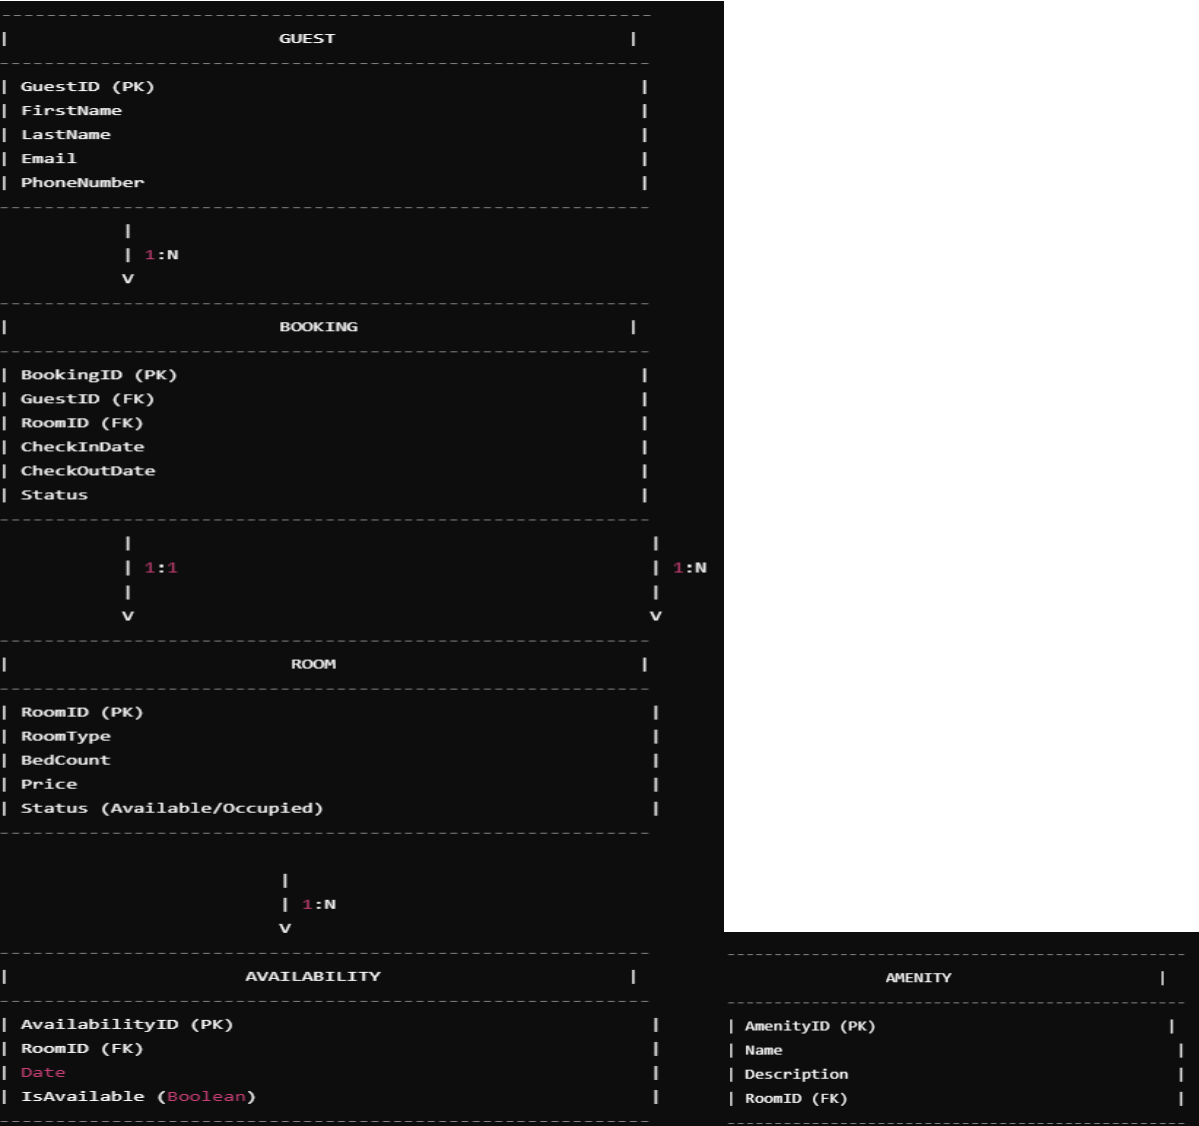 GUEST
GuestID (PK)
FirstName
LastName
Email
PhoneNumber
1:N
BOOKING
BookingID (PK)
GuestID (FK)
RoomID (FK)
CheckInDate
CheckOutDate
Status
1:1 1:N
ROOM
RoomID (PK)
RoomType
BedCount
Price
Status (Available/Occupied)
1:N
AVAILABILITY
AvailabilityID (PK)
RoomID (FK)
Date
IsAvailable (Boolean)
AMENITY
AmenityID (PK)
Name
Description
RoomID (FK)